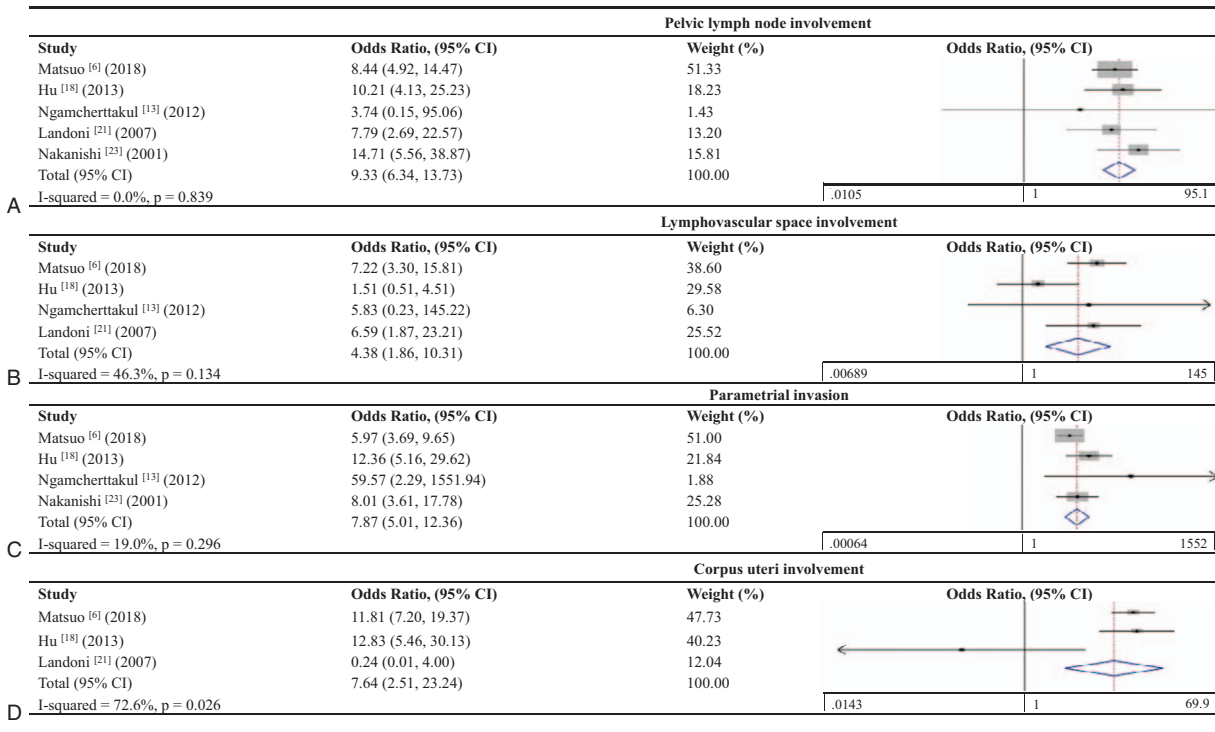 Pelvic lymph node involvement
Study Odds Ratio, (95% CI) Weight (%) Odds Ratio, (95% CI)
Matsuo [6] (2018) 8.44 (4.92, 14.47) 51.33
Hu [18] (2013) 10.21 (4.13, 25.23) 18.23
Ngamcherttakul [13] (2012) 3.74 (0.15, 95.06) 1.43
Landoni [21] (2007) 7.79 (2.69, 22.57) 13.20
Nakanishi [23] (2001) 14.71 (5.56, 38.87) 15.81
Total (95% CI) 9.33 (6.34, 13.73) 100.00
A I-squared = 0.0%, p = 0.839 .0105 1 95.1
Lymphovascular space involvement
Study Odds Ratio, (95% CI) Weight (%) Odds Ratio, (95% CI)
Matsuo [6] (2018) 7.22 (3.30, 15.81) 38.60
Hu [18] (2013) 1.51 (0.51, 4.51) 29.58
Ngamcherttakul [13] (2012) 5.83 (0.23, 145.22) 6.30
Landoni [21] (2007) 6.59 (1.87, 23.21) 25.52
Total (95% CI) 4.38 (1.86, 10.31) 100.00
B I-squared = 46.3%, p = 0.134 .00689 1 145
Parametrial invasion
Study Odds Ratio, (95% CI) Weight (%) Odds Ratio, (95% CI)
Matsuo [6] (2018) 5.97 (3.69, 9.65) 51.00
Hu [18] (2013) 12.36 (5.16, 29.62) 21.84
Ngamcherttakul [13] (2012) 59.57 (2.29, 1551.94) 1.88
Nakanishi [23] (2001) 8.01 (3.61, 17.78) 25.28
Total (95% CI) 7.87 (5.01, 12.36) 100.00
C I-squared = 19.0%, p = 0.296 .00064 1 1552
Corpus uteri involvement
Study Odds Ratio, (95% CI) Weight (%) Odds Ratio, (95% CI)
Matsuo [6] (2018) 11.81 (7.20, 19.37) 47.73
Hu [18] (2013) 12.83 (5.46, 30.13) 40.23
Landoni [21] (2007) 0.24 (0.01, 4.00) 12.04
Total (95% CI) 7.64 (2.51, 23.24) 100.00
D I-squared = 72.6%, p = 0.026 .0143 1 69.9